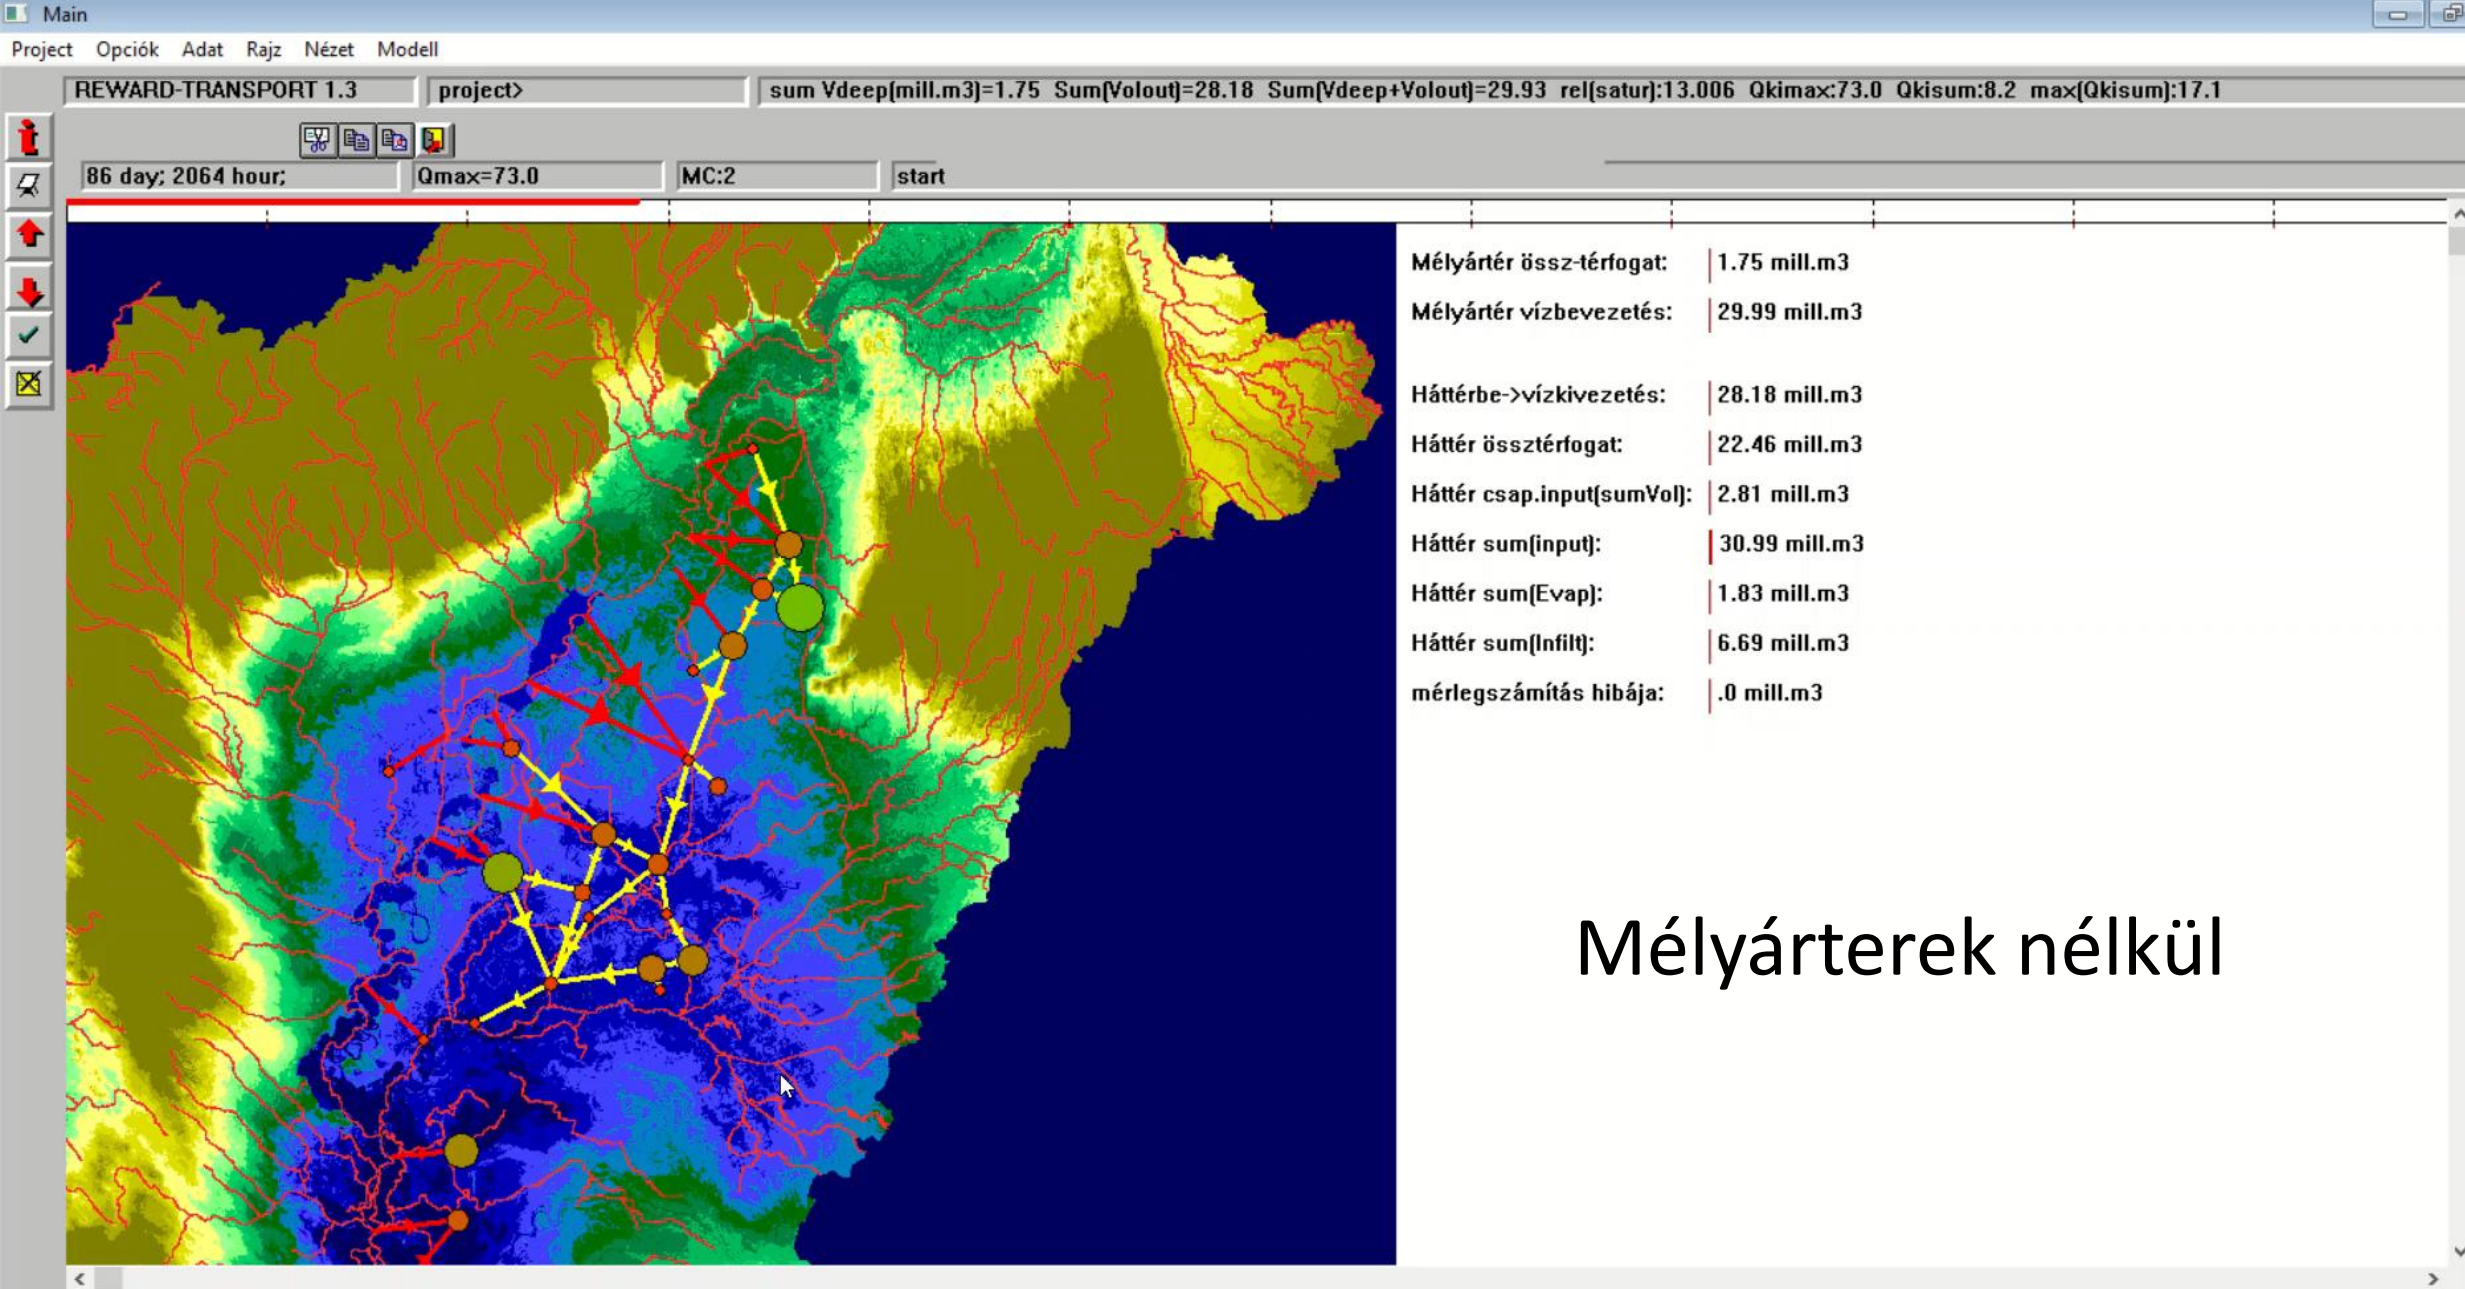 Main
Project Opciók Adat Rajz Nézet Modell
REWARD-TRANSPORT 1.3 project> sum Vdeep(mill.m3)=1.75 Sum(Volout)=28.18 Sum(Vdeep+Volout)=29.93 rel(satur):13.006 Qkimax:73.0 Qkisum:8.2 max(Qkisum):17.1
86 day; 2064 hour; Qmax=73.0 MC:2 start
Mélyártér össz-térfogat: 1.75 mill.m3
Mélyártér vízbevezetés: 29.99 mill.m3
Háttérbe->vízkivezetés: 28.18 mill.m3
Háttér össztérfogat: 22.46 mill.m3
Háttér csap.input(sumVol): 2.81 mill.m3
Háttér sum(input): 30.99 mill.m3
Háttér sum(Evap): 1.83 mill.m3
Háttér sum(Infilt): 6.69 mill.m3
mérlegszámítás hibája: .0 mill.m3
Mélyárterek nélkül